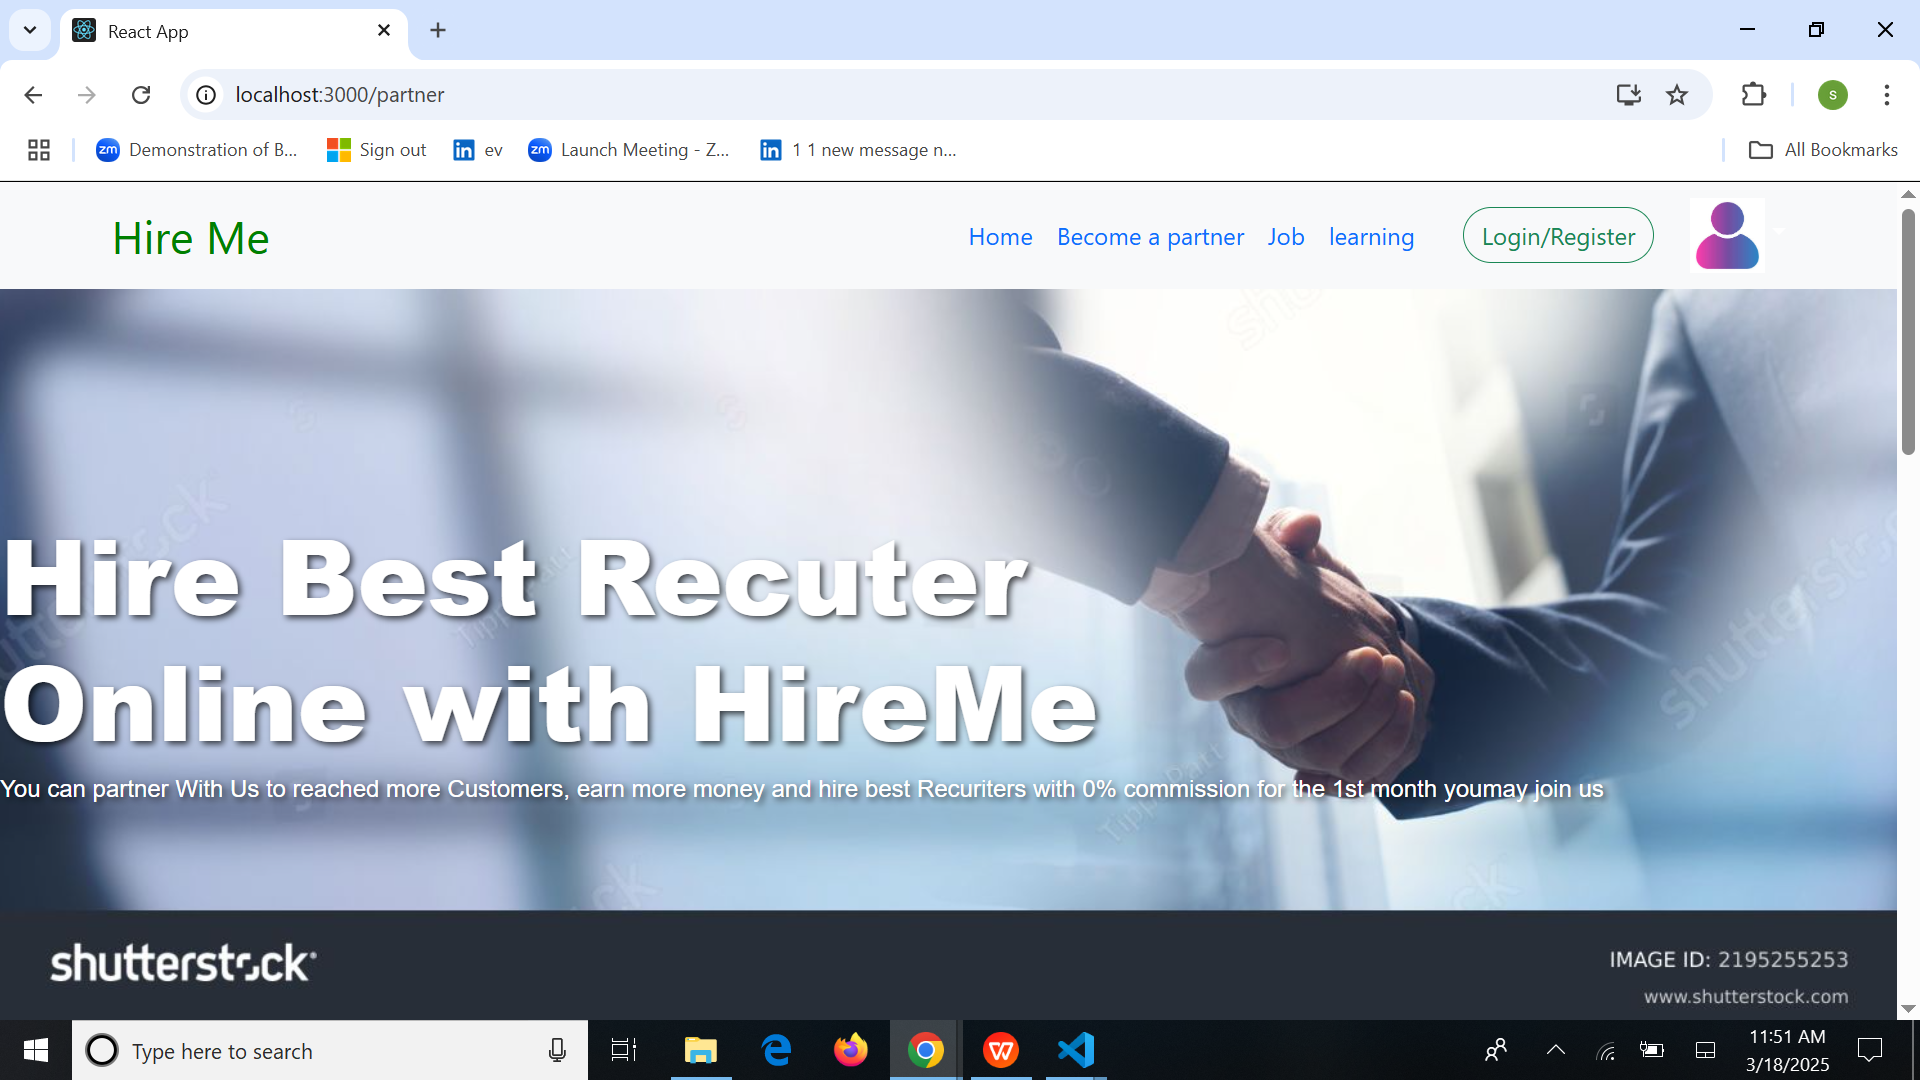 React App
localhost:3000/partner
Demonstration of B...
Sign out
ev
Launch Meeting - Z...
1 1 new message n...
All Bookmarks
S
zm
in
zm
in
Hire Me
Home
Become a partner
Job
learning
Login/Register
Hire Best Recuter
Online with HireMe
You can partner With Us to reached more Customers, earn more money and hire best Recuriters with 0% commission for the 1st month youmay join us
shutterstock
IMAGE ID: 2195255253
www.shutterstock.com
Type here to search
11:51 AM
3/18/2025